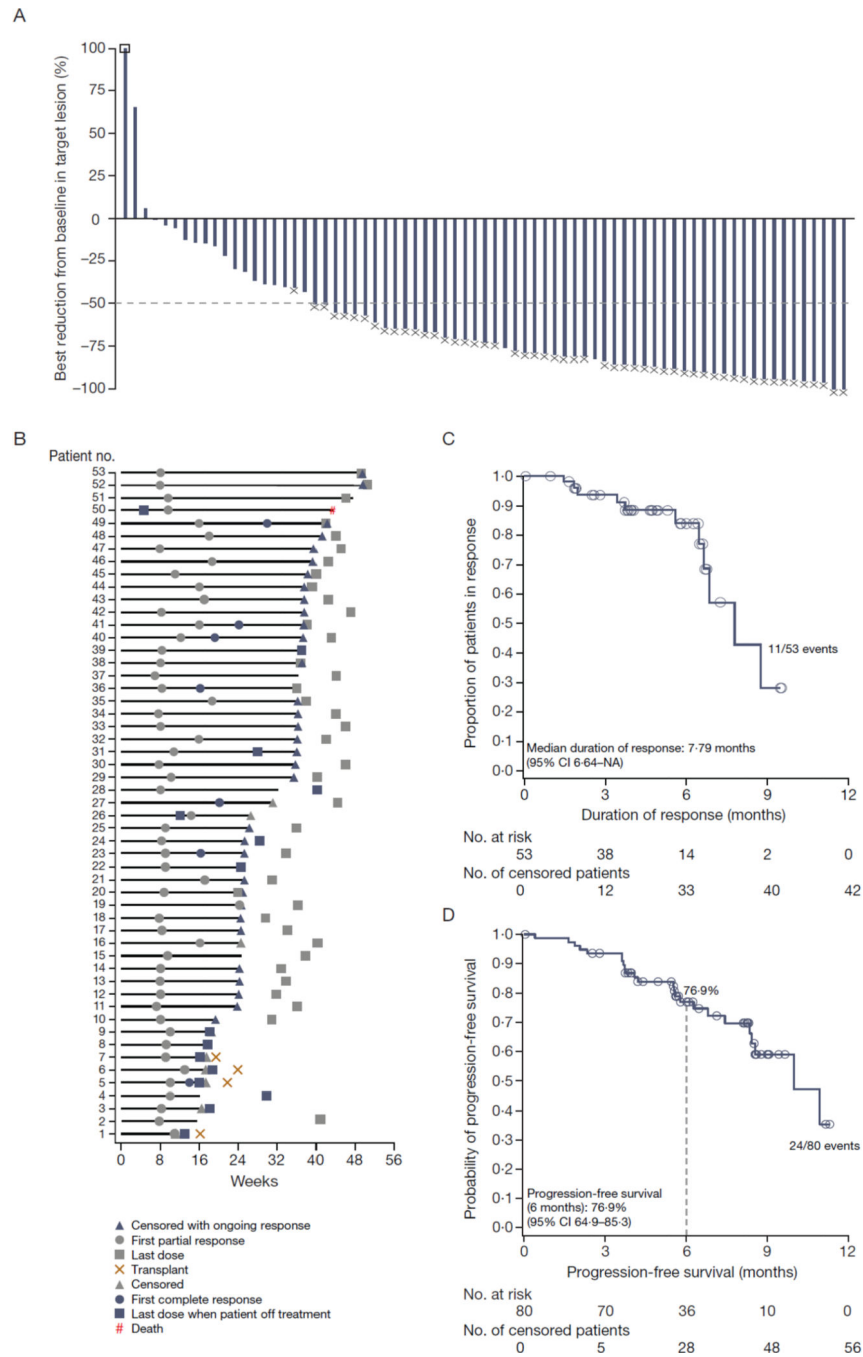 A
Best reduction from baseline in target lesion (%)
100
75
50
25
0
−25
−50
−75
−100
B
Patient no.
53
52
51
50
49
48
47
46
45
44
43
42
41
40
39
38
37
36
35
34
33
32
31
30
29
28
27
26
25
24
23
22
21
20
19
18
17
16
15
14
13
12
11
10
9
8
7
6
5
4
3
2
1
0 8 16 24 32 40 48 56
Weeks
Censored with ongoing response
First partial response
Last dose
Transplant
Censored
First complete response
Last dose when patient off treatment
# Death
C
Proportion of patients in response
1·0
0·9
0·8
0·7
0·6
0·5
0·4
0·3
0·2
0·1
0·0
11/53 events
Median duration of response: 7·79 months
(95% CI 6·64–NA)
0 3 6 9 12
Duration of response (months)
No. at risk
53 38 14 2 0
No. of censored patients
0 12 33 40 42
D
Probability of progression-free survival
1·0
0·9
0·8
0·7
0·6
0·5
0·4
0·3
0·2
0·1
0·0
76·9%
24/80 events
Progression-free survival
(6 months): 76·9%
(95% CI 64·9–85·3)
0 3 6 9 12
Progression-free survival (months)
No. at risk
80 70 36 10 0
No. of censored patients
0 5 28 48 56